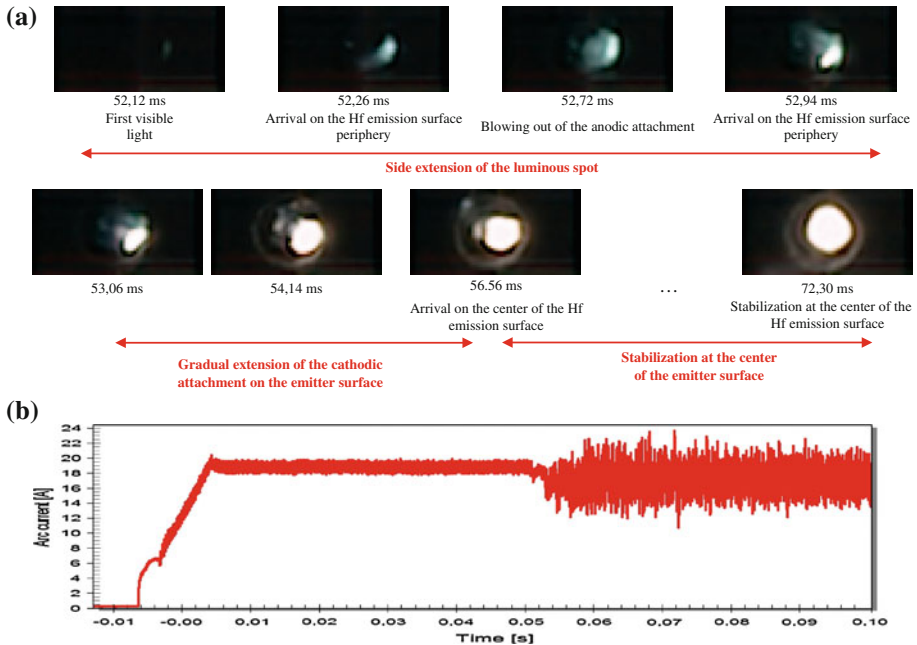 (a)
52,12 ms
First visible
light
52,26 ms
Arrival on the Hf emission surface
periphery
52,72 ms
Blowing out of the anodic attachment
52,94 ms
Arrival on the Hf emission surface
periphery
Side extension of the luminous spot
53,06 ms
54,14 ms
56.56 ms
Arrival on the center of the Hf
emission surface
...
72,30 ms
Stabilization at the center of the
Hf emission surface
Gradual extension of the cathodic
attachment on the emitter surface
Stabilization at the center
of the emitter surface
(b)
Arc current [A]
24
22
20
18
16
14
12
10
8
6
4
2
0
-0.01
-0.00
0.01
0.02
0.03
0.04
0.05
0.06
0.07
0.08
0.09
0.10
Time [s]